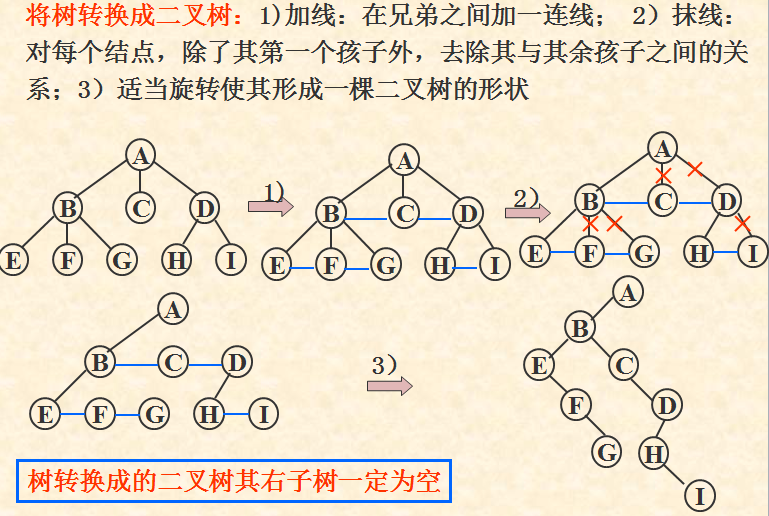 将树转换成二叉树：1)加线：在兄弟之间加一连线； 2）抹线：
对每个结点，除了其第一个孩子外，去除其与其余孩子之间的关
系；3）适当旋转使其形成一棵二叉树的形状
A
B C D
E F G H I
1)
A
B C D
E F G H I
2）
A
B C D
E F G H I
A
B C D
E F G H I
3）
A
B
E C
F D
G H
I
树转换成的二叉树其右子树一定为空